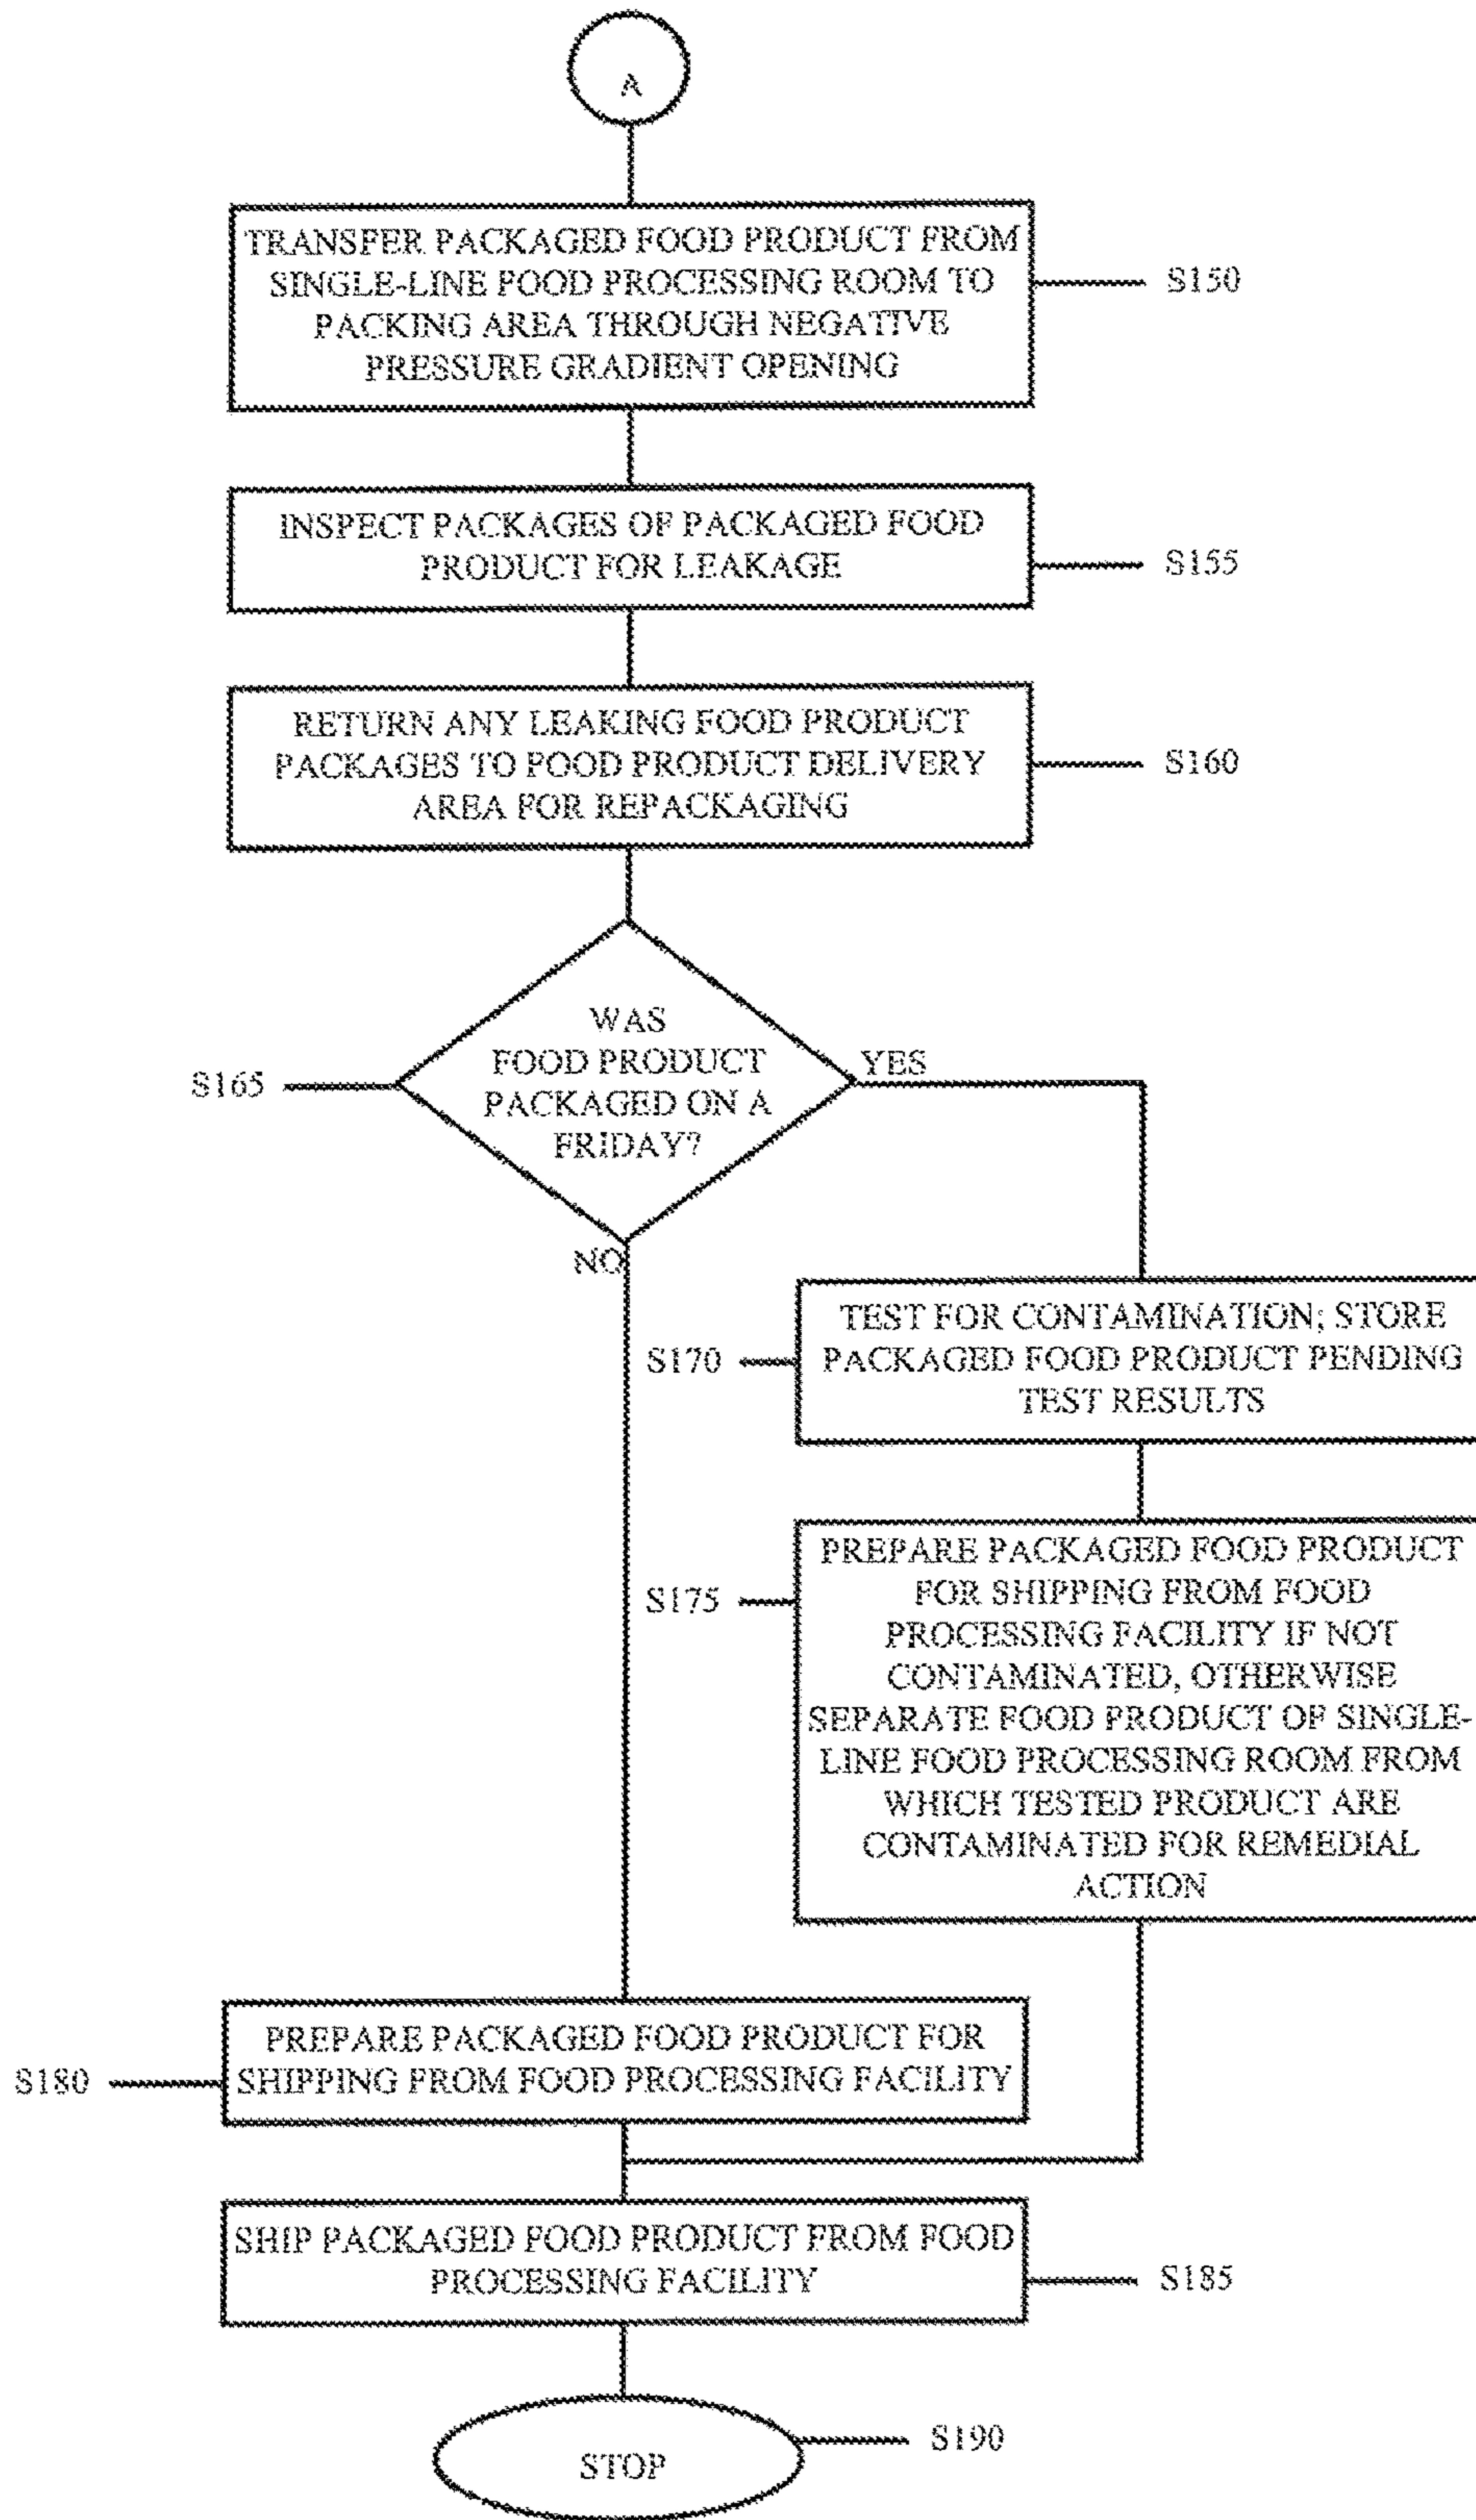 A
TRANSFER PACKAGED FOOD PRODUCT FROM
SINGLE-LINE FOOD PROCESSING ROOM TO
PACKING AREA THROUGH NEGATIVE
PRESSURE GRADIENT OPENING
S150
INSPECT PACKAGES OF PACKAGED FOOD
PRODUCT FOR LEAKAGE
S155
RETURN ANY LEAKING FOOD PRODUCT
PACKAGES TO FOOD PRODUCT DELIVERY
AREA FOR REPACKAGING
S160
WAS
FOOD PRODUCT
PACKAGED ON A
FRIDAY?
S165
YES
NO
TEST FOR CONTAMINATION; STORE
PACKAGED FOOD PRODUCT PENDING
TEST RESULTS
S170
PREPARE PACKAGED FOOD PRODUCT
FOR SHIPPING FROM FOOD
PROCESSING FACILITY IF NOT
CONTAMINATED, OTHERWISE
SEPARATE FOOD PRODUCT OF SINGLE-
LINE FOOD PROCESSING ROOM FROM
WHICH TESTED PRODUCT ARE
CONTAMINATED FOR REMEDIAL
ACTION
S175
PREPARE PACKAGED FOOD PRODUCT FOR
SHIPPING FROM FOOD PROCESSING FACILITY
S180
SHIP PACKAGED FOOD PRODUCT FROM FOOD
PROCESSING FACILITY
S185
STOP
S190